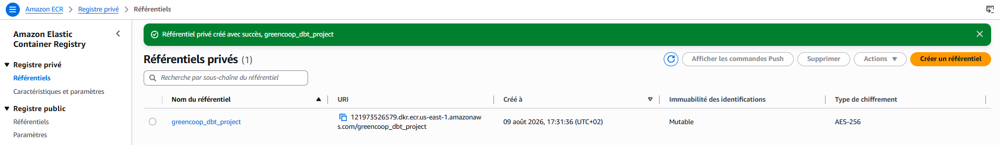 Amazon ECR > Registre privé > Référentiels
Amazon Elastic
Container Registry
Registre privé
Référentiels
Caractéristiques et paramètres
Registre public
Référentiels
Paramètres
Référentiel privé créé avec succès, greencoop_dbt_project
Référentiels privés (1)
Afficher les commandes Push
Supprimer
Actions
Créer un référentiel
Recherche par sous-chaîne du référentiel
Nom du référentiel
URI
Créé à
Immuabilité des identifications
Type de chiffrement
greencoop_dbt_project
121973526579.dkr.ecr.us-east-1.amazonaw
s.com/greencoop_dbt_project
09 août 2026, 17:31:36 (UTC+02)
Mutable
AES-256